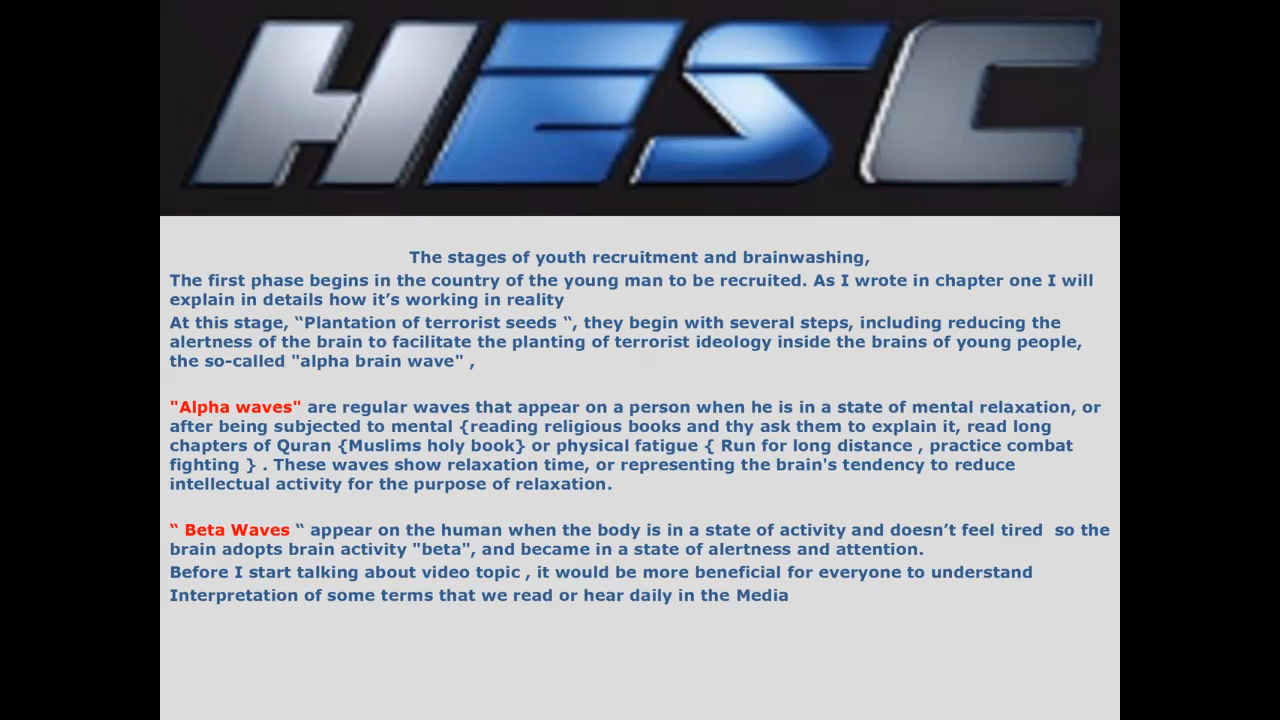 HESC
The stages of youth recruitment and brainwashing,
The first phase begins in the country of the young man to be recruited. As I wrote in chapter one I will
explain in details how it’s working in reality
At this stage, “Plantation of terrorist seeds “, they begin with several steps, including reducing the
alertness of the brain to facilitate the planting of terrorist ideology inside the brains of young people,
the so-called "alpha brain wave" ,
"Alpha waves" are regular waves that appear on a person when he is in a state of mental relaxation, or
after being subjected to mental {reading religious books and thy ask them to explain it, read long
chapters of Quran {Muslims holy book} or physical fatigue { Run for long distance , practice combat
fighting } . These waves show relaxation time, or representing the brain's tendency to reduce
intellectual activity for the purpose of relaxation.
“ Beta Waves “ appear on the human when the body is in a state of activity and doesn’t feel tired  so the
brain adopts brain activity "beta", and became in a state of alertness and attention.
Before I start talking about video topic , it would be more beneficial for everyone to understand
Interpretation of some terms that we read or hear daily in the Media